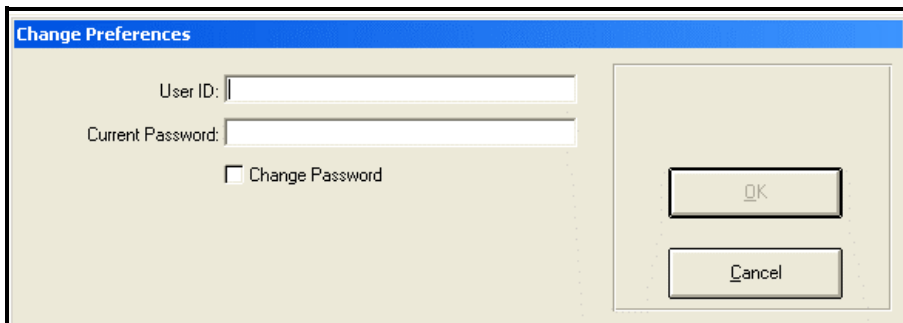 Change Preferences
User ID:
Current Password:
Change Password
OK
Cancel